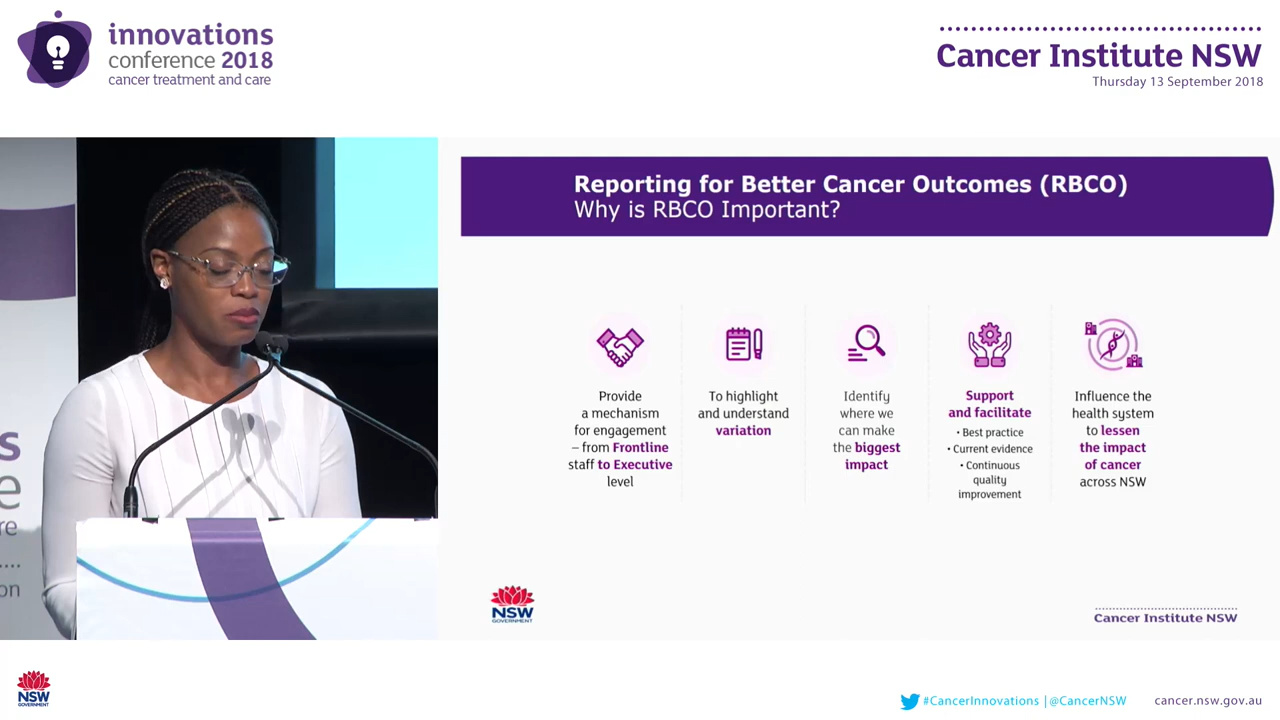 innovations
conference 2018
cancer treatment and care
Cancer Institute NSW
Thursday 13 September 2018
Reporting for Better Cancer Outcomes (RBCO)
Why is RBCO Important?
Provide
a mechanism
for engagement
– from Frontline
staff to Executive
level
To highlight
and understand
variation
Identify
where we
can make
the biggest
impact
Support
and facilitate
• Best practice
• Current evidence
• Continuous
quality
improvement
Influence the
health system
to lessen
the impact
of cancer
across NSW
s
e
re
....
on
NSW
GOVERNMENT
Cancer Institute NSW
NSW
GOVERNMENT
#CancerInnovations | @CancerNSW
cancer.nsw.gov.au